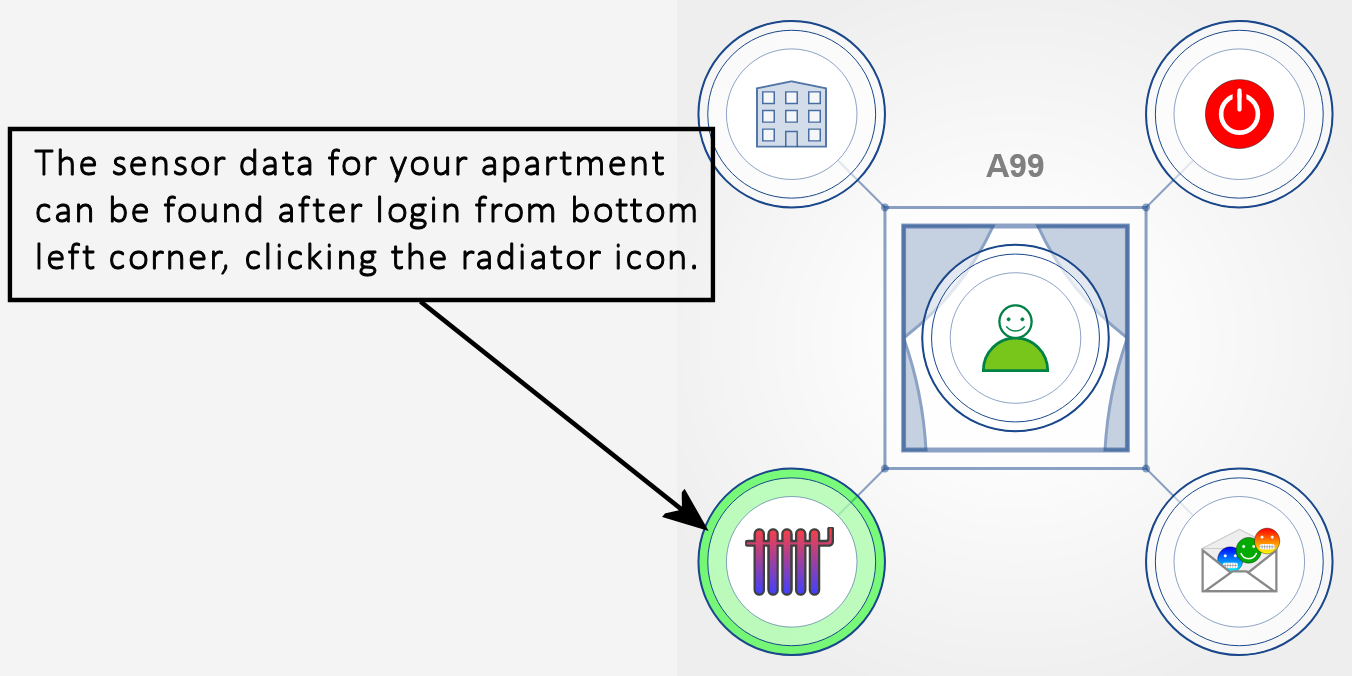 The sensor data for your apartment
can be found after login from bottom
left corner, clicking the radiator icon.
A99